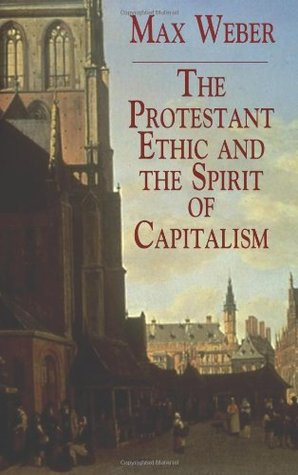 MAX WEBER
THE
PROTESTANT
ETHIC AND
THE SPIRIT
OF
CAPITALISM